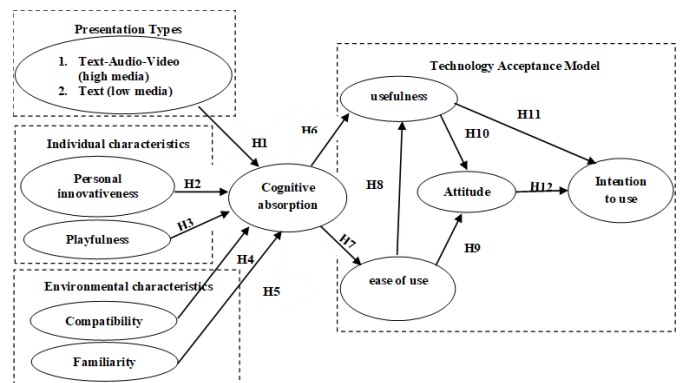 Presentation Types
1. Text-Audio-Video
(high media)
2. Text (low media)
H1
Individual characteristics
Personal
innovativeness
H2
Playfulness
H3
Environmental characteristics
Compatibility
H4
Familiarity
H5
Cognitive
absorption
H6
H7
Technology Acceptance Model
usefulness
H11
H10
H8
Attitude
H12
Intention
to use
H9
ease of use